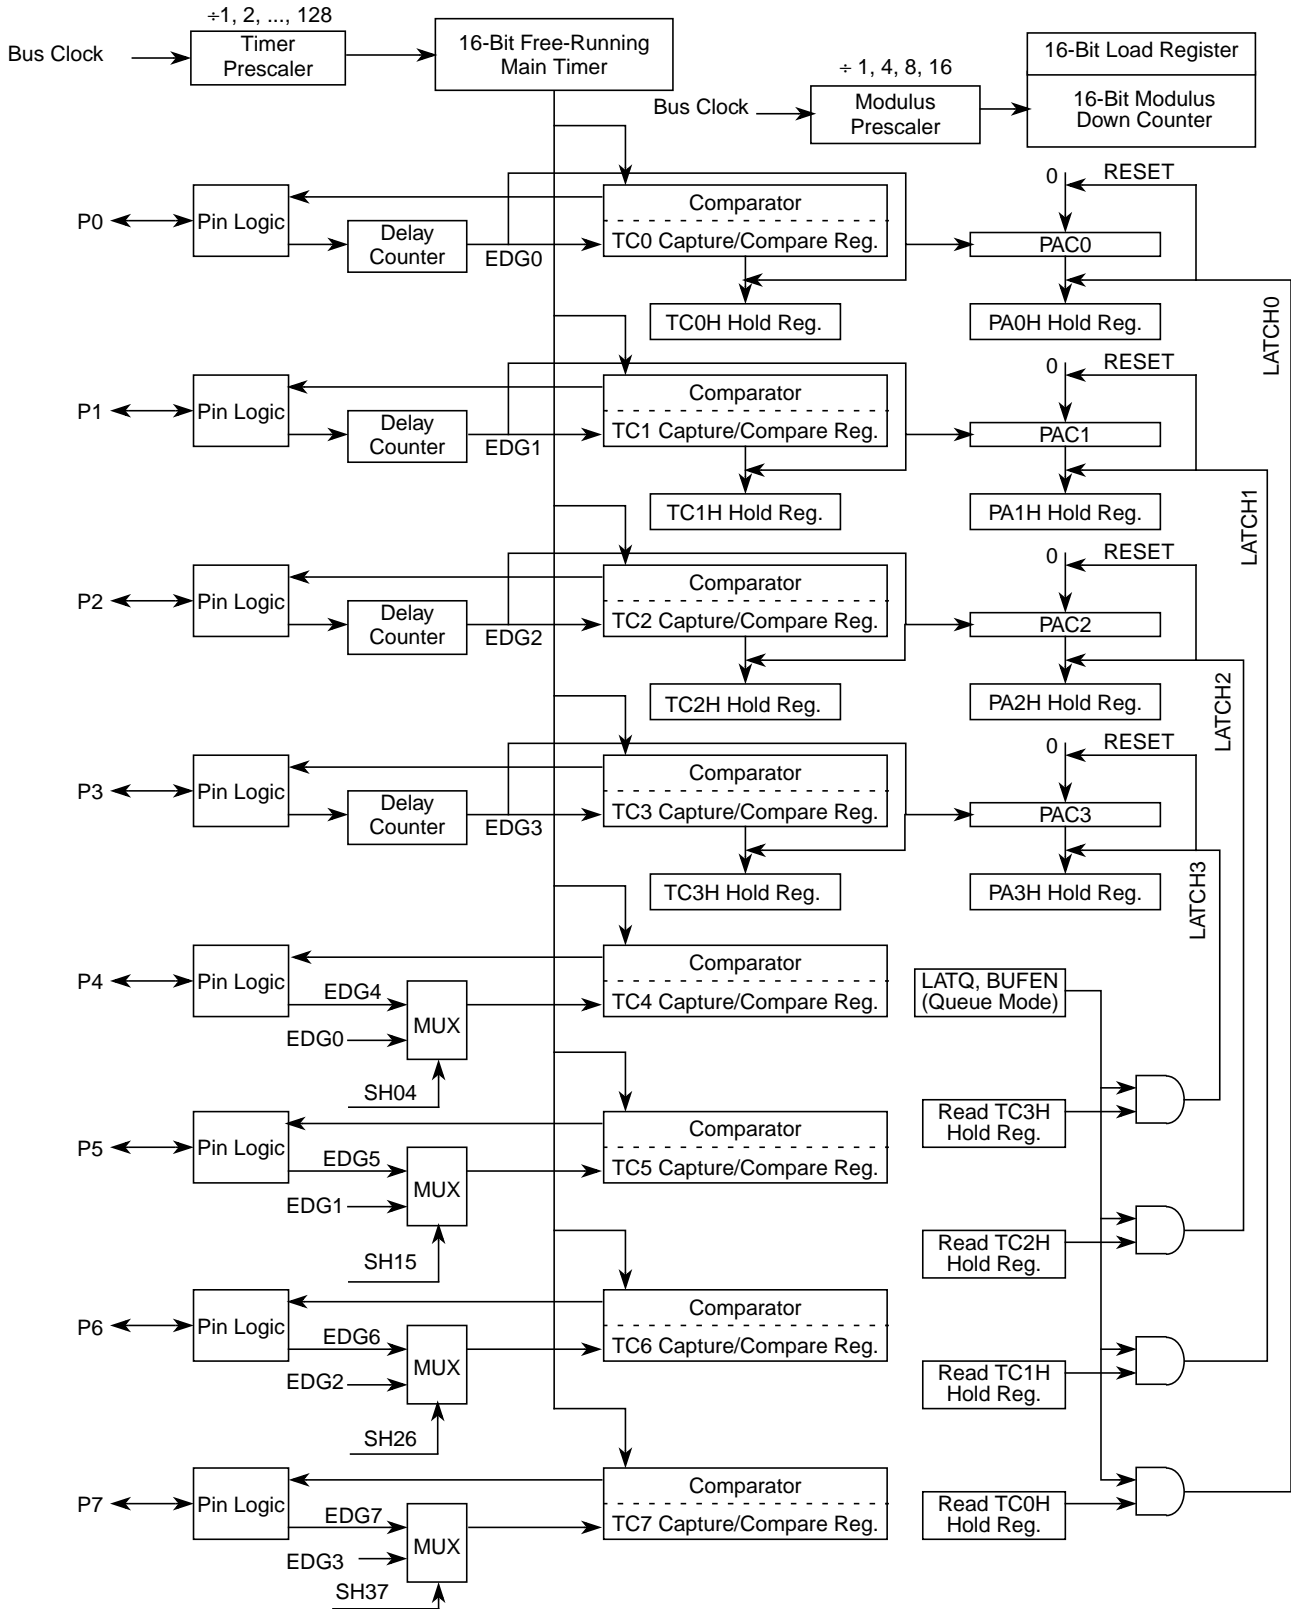 ÷1, 2, ..., 128
Bus Clock
Timer
Prescaler
16-Bit Free-Running
Main Timer
÷ 1, 4, 8, 16
Bus Clock
Modulus
Prescaler
16-Bit Load Register
16-Bit Modulus
Down Counter
P0
Pin Logic
Delay
Counter
EDG0
Comparator
TC0 Capture/Compare Reg.
TC0H Hold Reg.
0
RESET
PAC0
PA0H Hold Reg.
LATCH0
P1
Pin Logic
Delay
Counter
EDG1
Comparator
TC1 Capture/Compare Reg.
TC1H Hold Reg.
0
RESET
PAC1
PA1H Hold Reg.
LATCH1
P2
Pin Logic
Delay
Counter
EDG2
Comparator
TC2 Capture/Compare Reg.
TC2H Hold Reg.
0
RESET
PAC2
PA2H Hold Reg.
LATCH2
P3
Pin Logic
Delay
Counter
EDG3
Comparator
TC3 Capture/Compare Reg.
TC3H Hold Reg.
0
RESET
PAC3
PA3H Hold Reg.
LATCH3
P4
Pin Logic
EDG4
EDG0
MUX
SH04
Comparator
TC4 Capture/Compare Reg.
LATQ, BUFEN
(Queue Mode)
P5
Pin Logic
EDG5
EDG1
MUX
SH15
Comparator
TC5 Capture/Compare Reg.
Read TC3H
Hold Reg.
Read TC2H
Hold Reg.
P6
Pin Logic
EDG6
EDG2
MUX
SH26
Comparator
TC6 Capture/Compare Reg.
Read TC1H
Hold Reg.
P7
Pin Logic
EDG7
EDG3
MUX
SH37
Comparator
TC7 Capture/Compare Reg.
Read TC0H
Hold Reg.